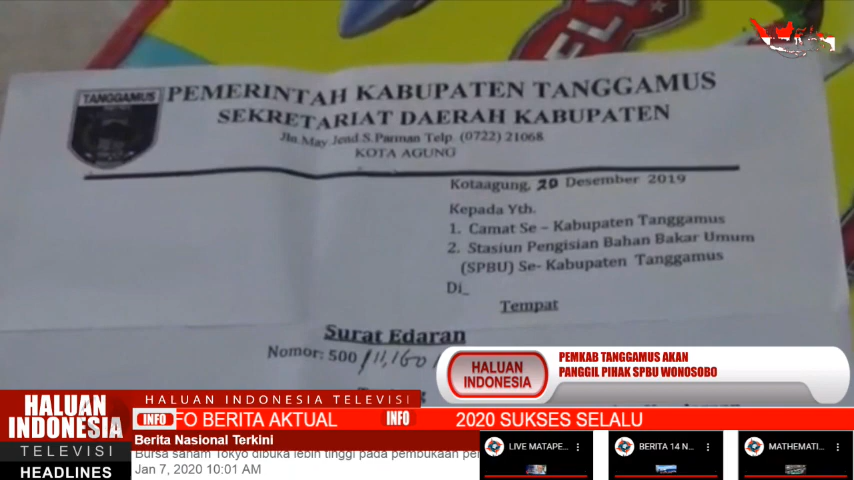 FLY
TANGGAMUS
PEMERINTAH KABUPATEN TANGGAMUS
SEKRETARIAT DAERAH KABUPATEN
Jln.May Jend.S.Parman Telp. (0722) 21068
KOTA AGUNG
Kotaagung, 20 Desember 2019
Kepada Yth.
1. Camat Se – Kabupaten Tanggamus
2. Stasiun Pengisian Bahan Bakar Umum
(SPBU) Se- Kabupaten Tanggamus
Di_
Tempat
Surat Edaran
Nomor: 500
HALUAN
INDONESIA
PEMKAB TANGGAMUS AKAN
PANGGIL PIHAK SPBU WONOSOBO
HALUAN
INDONESIA
TELEVISI
HEADLINES
HALUAN INDONESIA TELEVISI
INFO
FO BERITA AKTUAL
INFO
2020 SUKSES SELALU
Berita Nasional Terkini
Bursa saham Tokyo dibuka lebih tinggi pada pembukaan per
Jan 7, 2020 10:01 AM
LIVE MATAPE...
BERITA 14 N...
MATHEMATI...